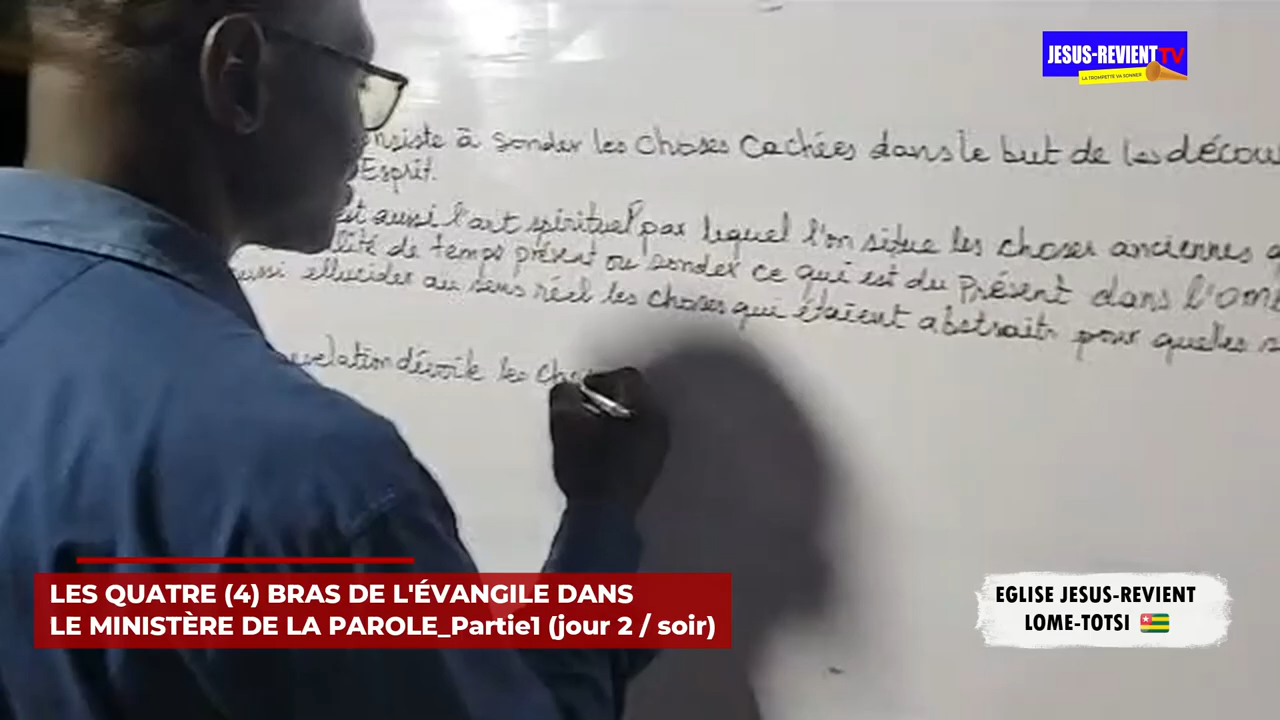 JESUS-REVIENT TV
LA TROMPETTE VA SONNER
nsiste à sonder les choses cachées dans le but de les décou
Esprit.
st aussi l'art spirituel par lequel l'on situe les choses anciennes
lité de temps présent ou sonder ce qui est du Présent dans l'om
ussi ellucider au sens réel les choses qui étaient abstraits pour quelles
evelation dévoile les cho
LES QUATRE (4) BRAS DE L'ÉVANGILE DANS
LE MINISTÈRE DE LA PAROLE_Partie1 (jour 2 / soir)
EGLISE JESUS-REVIENT
LOME-TOTSI